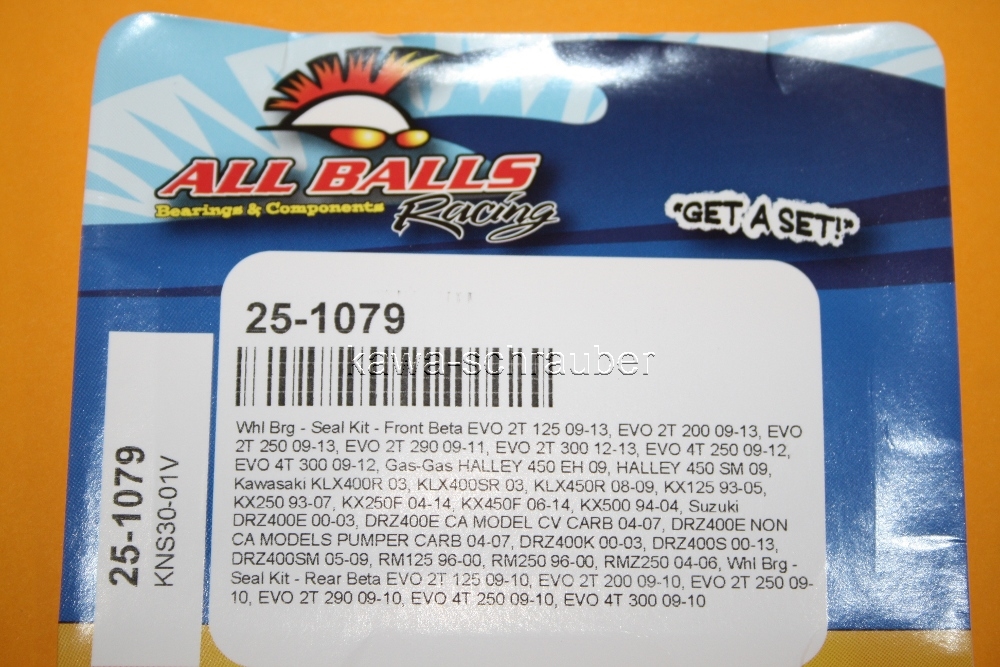 ALL BALLS
Bearings & Components
Racing
"GET A SET!"
25-1079
kawa-schrauber
Whl Brg - Seal Kit - Front Beta EVO 2T 125 09-13, EVO 2T 200 09-13, EVO
2T 250 09-13, EVO 2T 290 09-11, EVO 2T 300 12-13, EVO 4T 250 09-12,
EVO 4T 300 09-12, Gas-Gas HALLEY 450 EH 09, HALLEY 450 SM 09,
Kawasaki KLX400R 03, KLX400SR 03, KLX450R 08-09, KX125 93-05,
KX250 93-07, KX250F 04-14, KX450F 06-14, KX500 94-04, Suzuki
DRZ400E 00-03, DRZ400E CA MODEL CV CARB 04-07, DRZ400E NON
CA MODELS PUMPER CARB 04-07, DRZ400K 00-03, DRZ400S 00-13,
DRZ400SM 05-09, RM125 96-00, RM250 96-00, RMZ250 04-06, Whl Brg -
Seal Kit - Rear Beta EVO 2T 125 09-10, EVO 2T 200 09-10, EVO 2T 250 09-
10, EVO 2T 290 09-10, EVO 4T 250 09-10, EVO 4T 300 09-10
25-1079
KNS30-01V